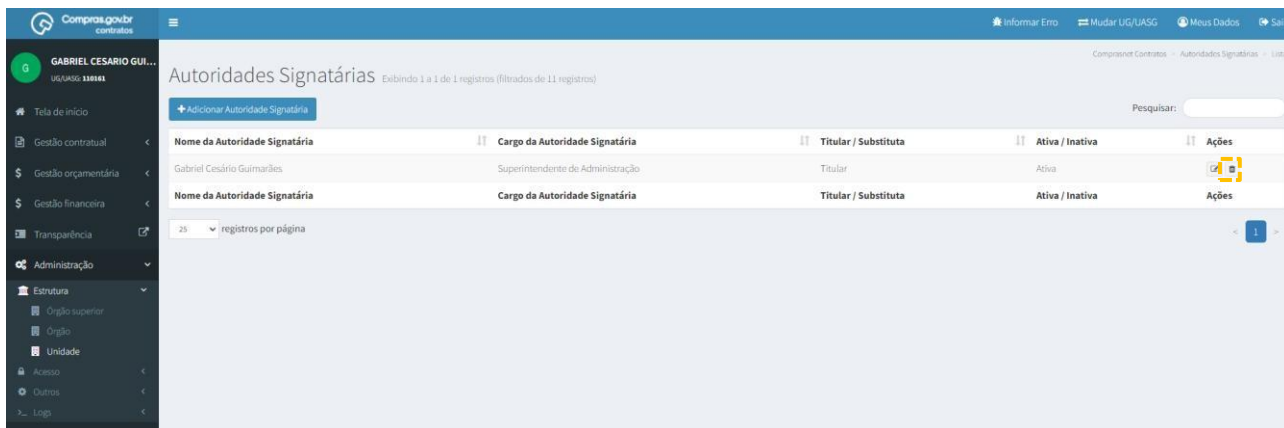 Compras.gov.br
contratos
Informar Erro
Mudar UG/UASG
Meus Dados
Sai
G
GABRIEL CESARIO GUI...
UG/UASG: 110161
Comprasnet Contratos > Autoridades Signatárias >
Autoridades Signatárias Exibindo 1 a 1 de 1 registros (filtrados de 11 registros)
+ Adicionar Autoridade Signatária
Pesquisar:
Nome da Autoridade Signatária Cargo da Autoridade Signatária Titular / Substituta Ativa / Inativa Ações
Gabriel Cesário Guimarães Superintendente de Administração Titular Ativa
Nome da Autoridade Signatária Cargo da Autoridade Signatária Titular / Substituta Ativa / Inativa Ações
25 registros por página
< 1 >
Tela de início
Gestão contratual
Gestão orçamentária
Gestão financeira
Transparência
Administração
Estrutura
Órgão superior
Órgão
Unidade
Acesso
Outros
Logs